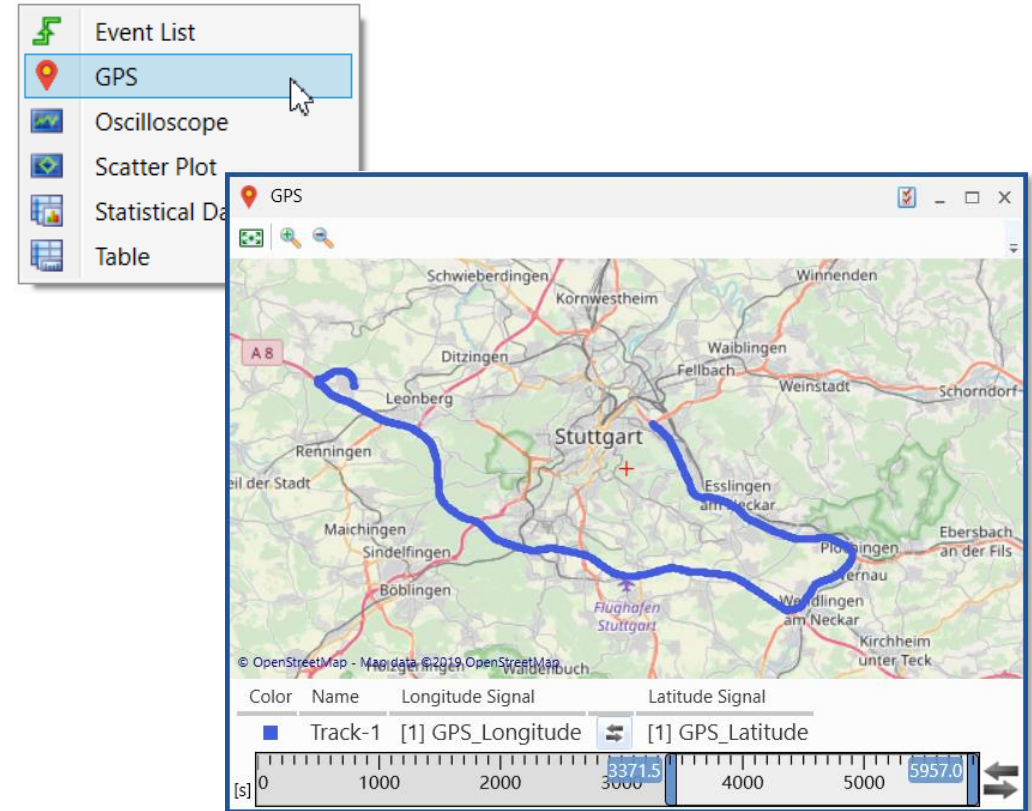 Event List
GPS
Oscilloscope
Scatter Plot
Statistical Da
Table
GPS
Schwieberdingen
Kornwestheim
Winnenden
A 8
Ditzingen
Waiblingen
Fellbach
Leonberg
Weinstadt
Schorndorf
Stuttgart
Renningen
eil der Stadt
Esslingen
am Neckar
Maichingen
Sindelfingen
Plochingen
Ebersbach
an der Fils
Böblingen
ernau
Flughafen
Stuttgart
Wendlingen
am Neckar
Kirchheim
unter Teck
© OpenStreetMap - Map data ©2019 OpenStreetMap
Holzgerlingen
Waldenbuch
Color Name Longitude Signal Latitude Signal
Track-1 [1] GPS_Longitude [1] GPS_Latitude
[s] 0 1000 2000 3000 3371.5 4000 5000 5957.0